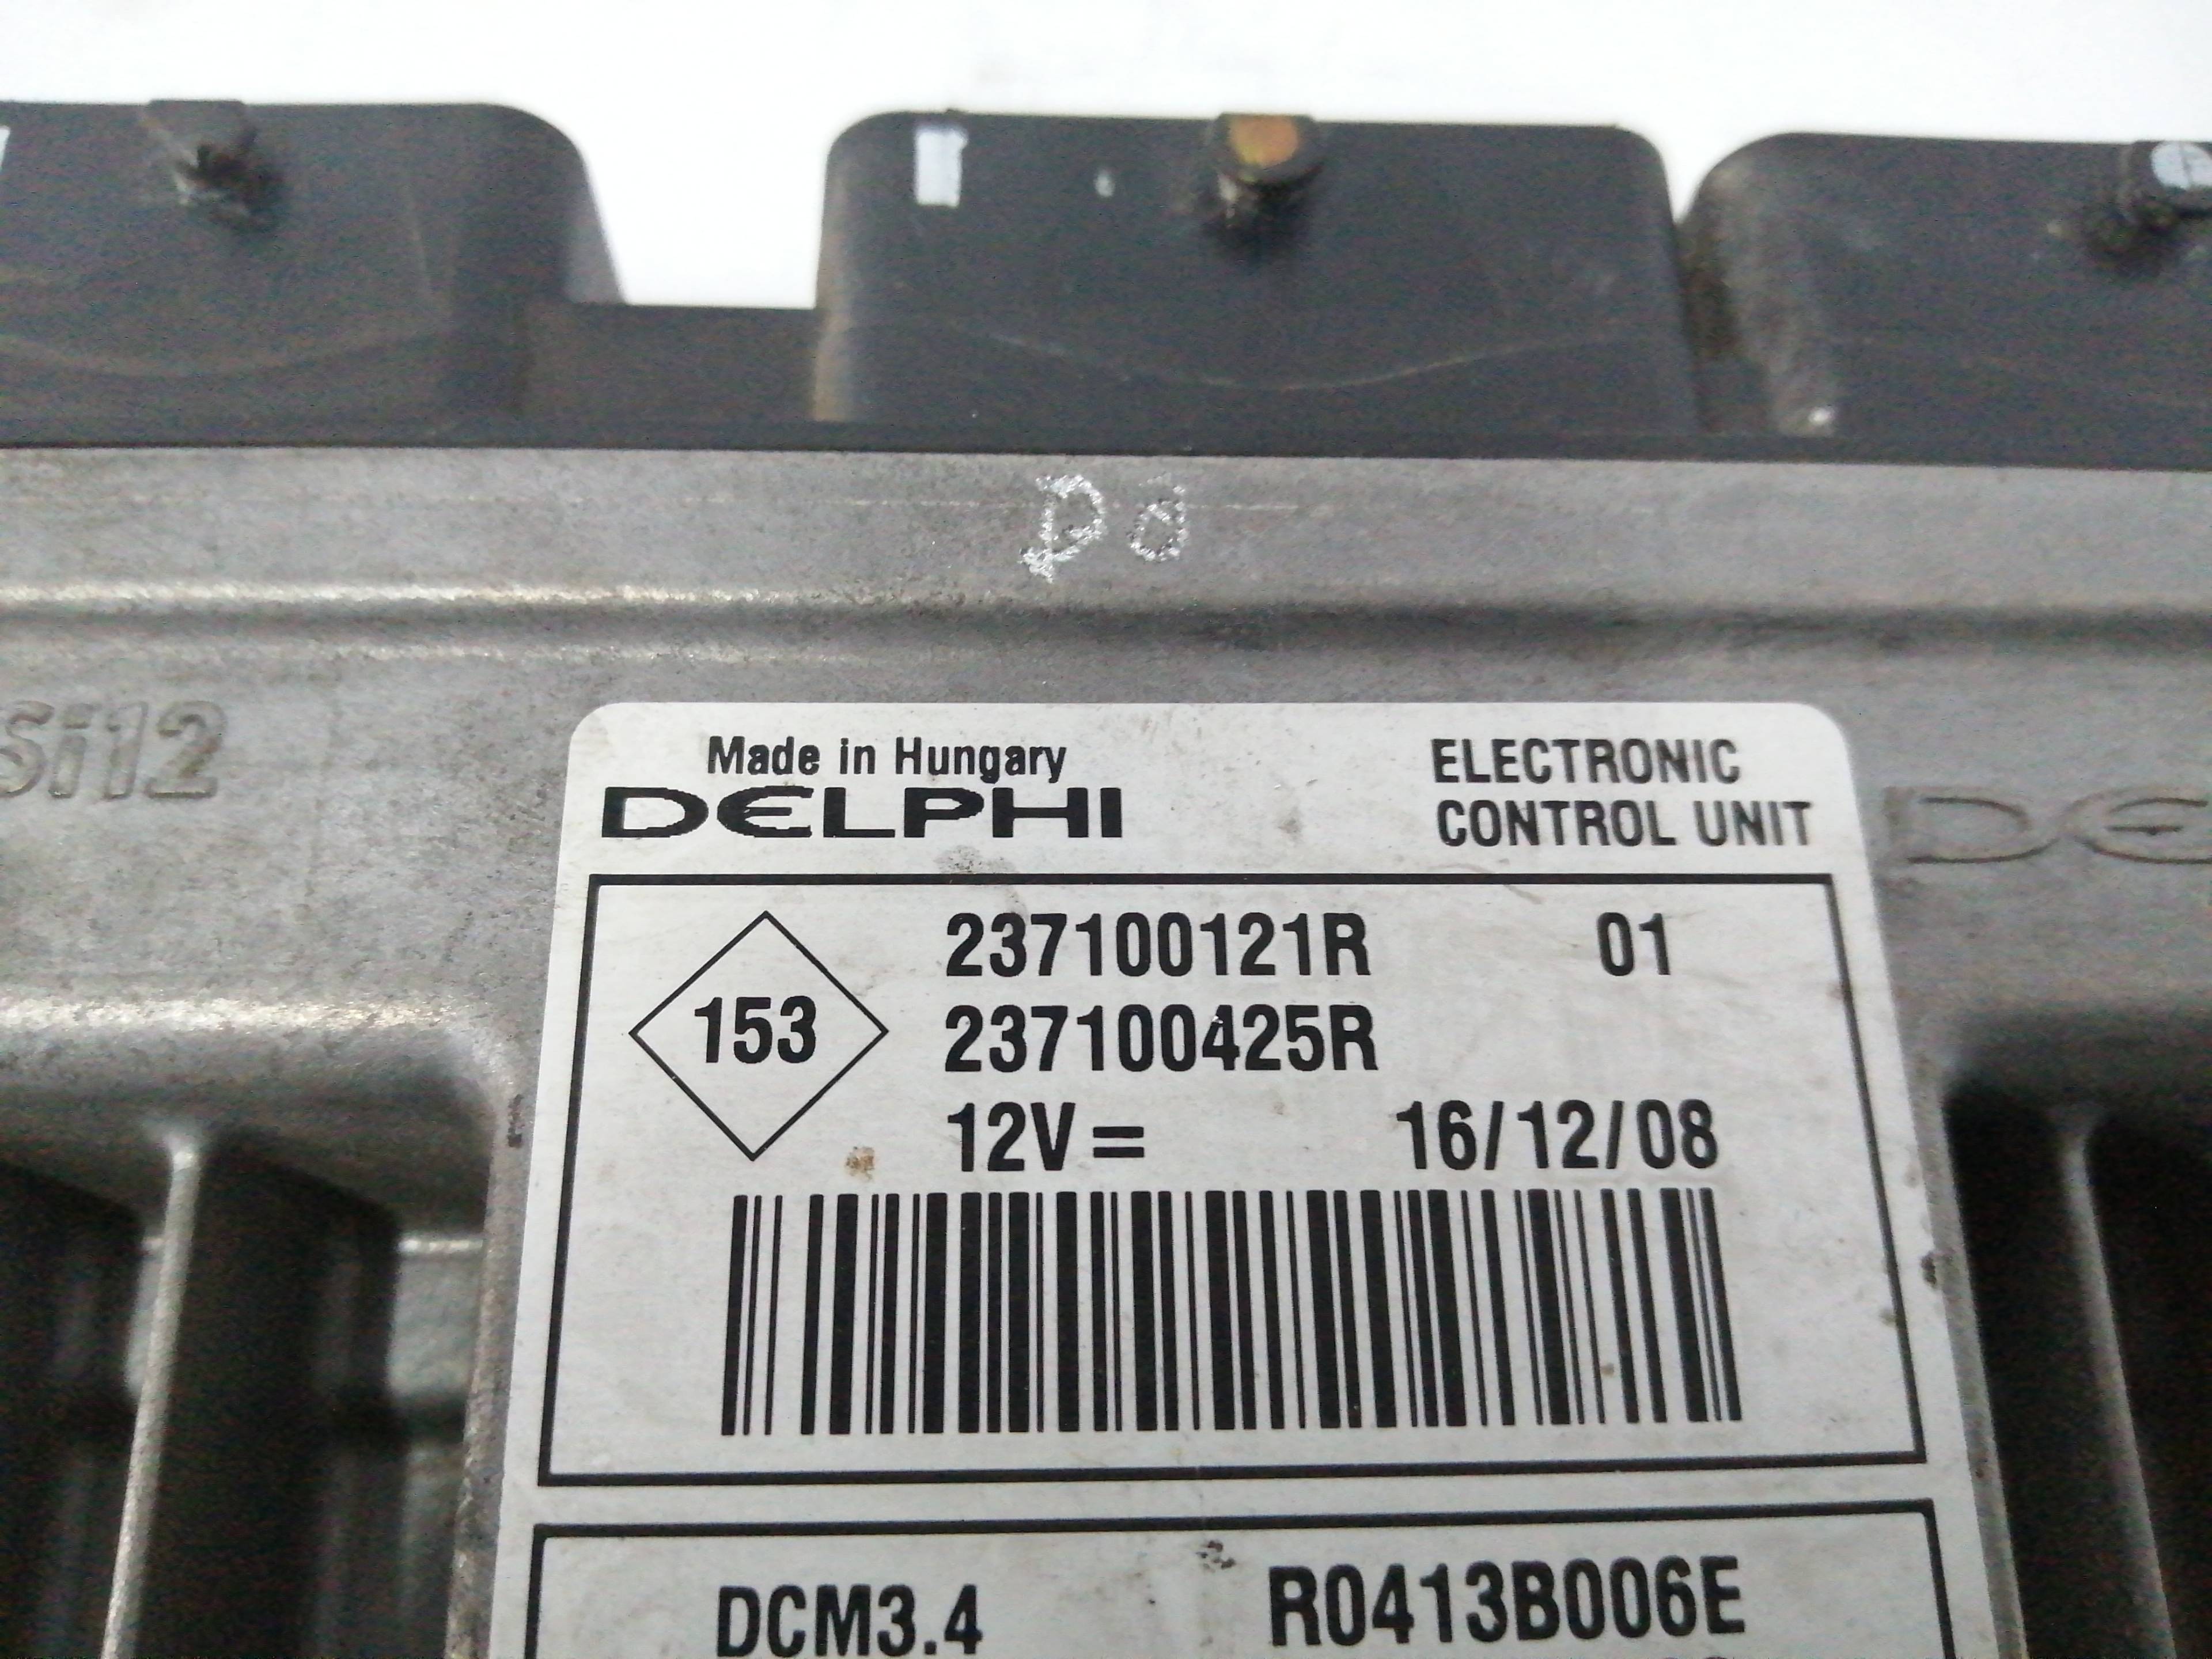 Si12
Made in Hungary
DELPHI
ELECTRONIC
CONTROL UNIT
DE
237100121R 01
153
237100425R
12V= 16/12/08
DCM3.4 R0413B006E